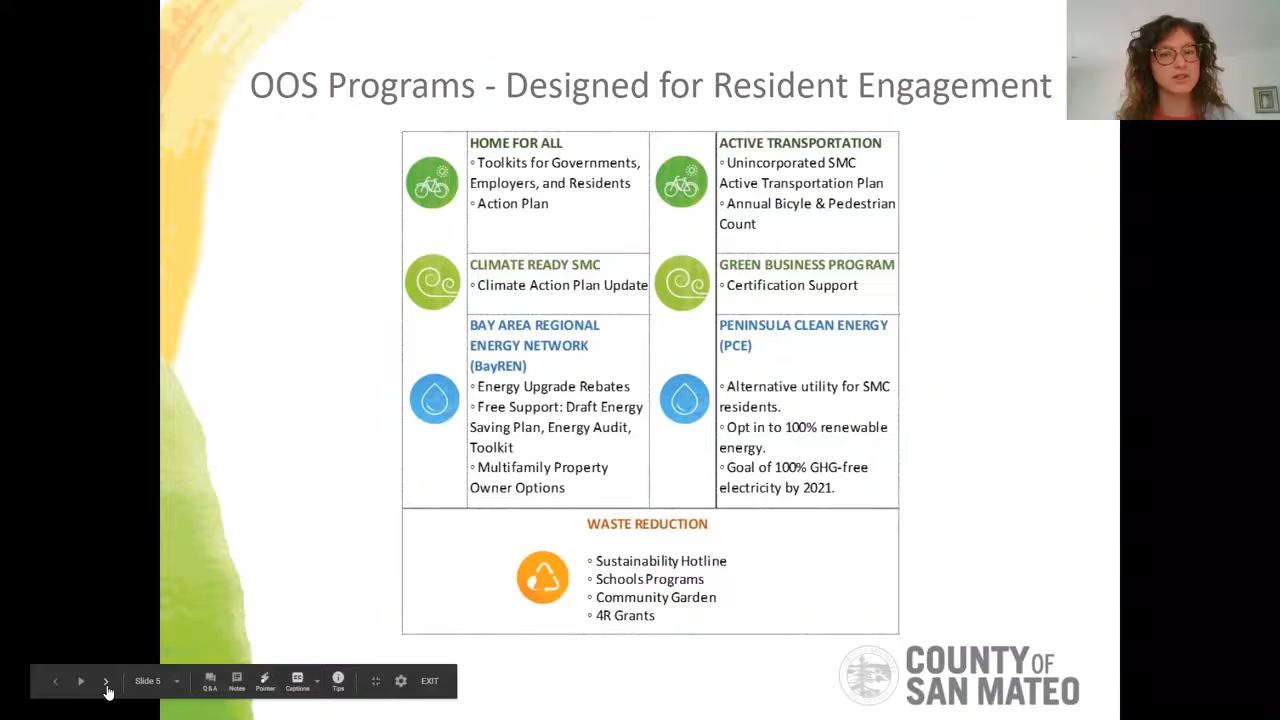 OOS Programs - Designed for Resident Engagement
HOME FOR ALL
◦ Toolkits for Governments,
Employers, and Residents
◦ Action Plan
ACTIVE TRANSPORTATION
◦ Unincorporated SMC
Active Transportation Plan
◦ Annual Bicyle & Pedestrian
Count
CLIMATE READY SMC
◦ Climate Action Plan Update
GREEN BUSINESS PROGRAM
◦ Certification Support
BAY AREA REGIONAL
ENERGY NETWORK
(BayREN)
◦ Energy Upgrade Rebates
◦ Free Support: Draft Energy
Saving Plan, Energy Audit,
Toolkit
◦ Multifamily Property
Owner Options
PENINSULA CLEAN ENERGY
(PCE)
◦ Alternative utility for SMC
residents.
◦ Opt in to 100% renewable
energy.
◦ Goal of 100% GHG-free
electricity by 2021.
WASTE REDUCTION
◦ Sustainability Hotline
◦ Schools Programs
◦ Community Garden
◦ 4R Grants
COUNTY OF
SAN MATEO
Slide 5
Q&A
Notes
Pointer
Captions
Tips
EXIT